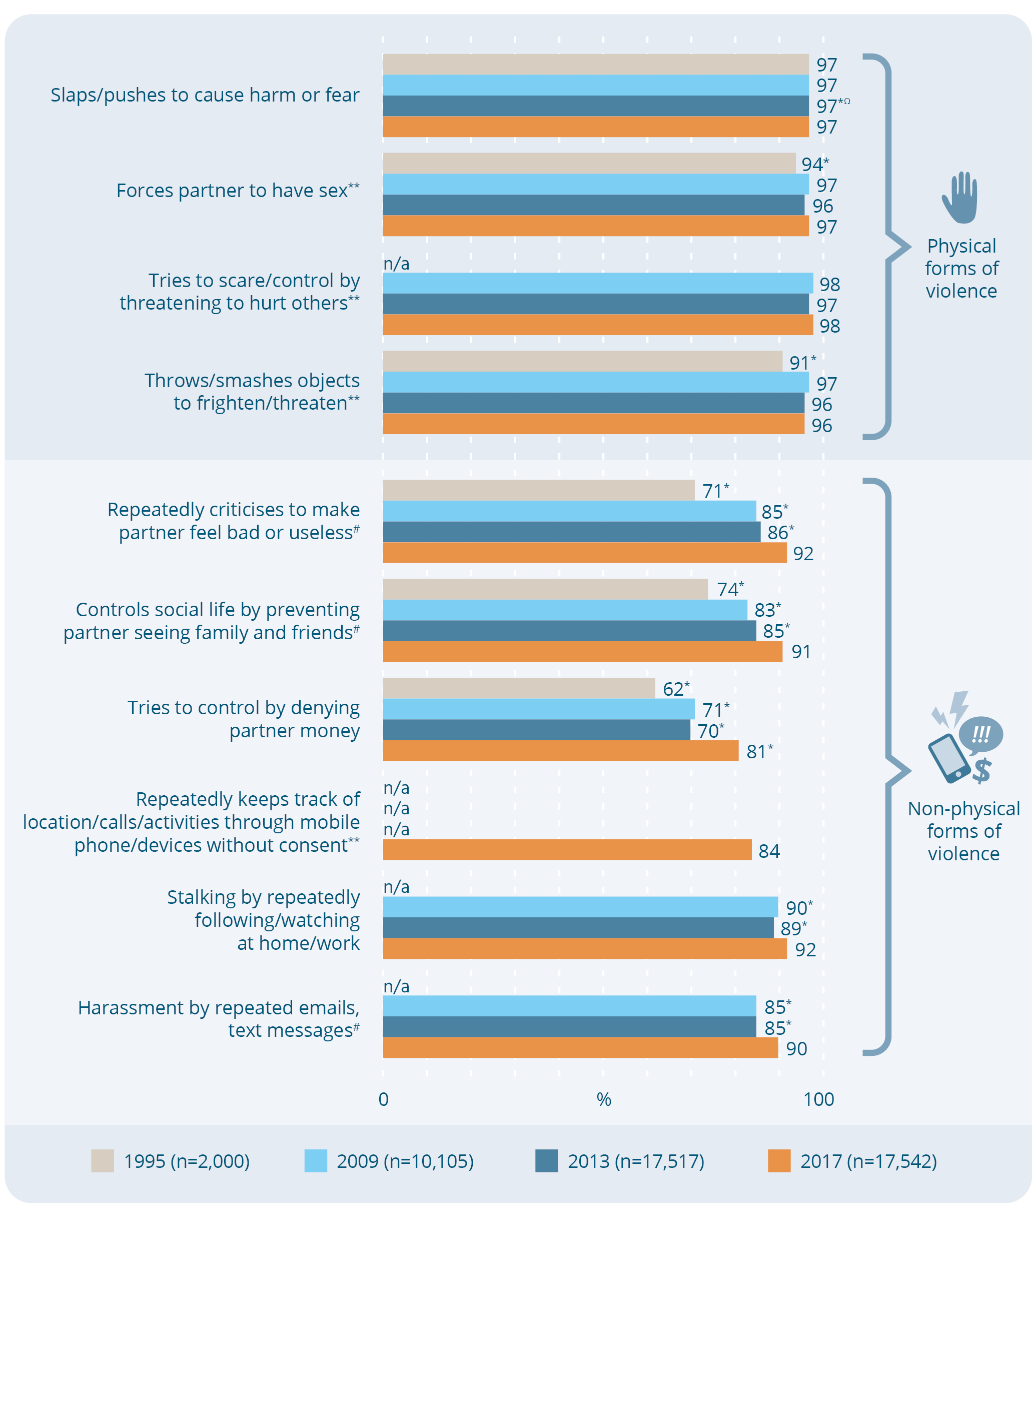 Slaps/pushes to cause harm or fear
97
97
97*Ω
97
Forces partner to have sex**
94*
97
96
97
Tries to scare/control by
threatening to hurt others**
n/a
98
97
98
Throws/smashes objects
to frighten/threaten**
91*
97
96
96
Physical
forms of
violence
Repeatedly criticises to make
partner feel bad or useless#
71*
85*
86*
92
Controls social life by preventing
partner seeing family and friends#
74*
83*
85*
91
Tries to control by denying
partner money
62*
71*
70*
81*
Repeatedly keeps track of
location/calls/activities through mobile
phone/devices without consent**
n/a
n/a
n/a
84
Stalking by repeatedly
following/watching
at home/work
n/a
90*
89*
92
Harassment by repeated emails,
text messages#
n/a
85*
85*
90
!!!
$
Non-physical
forms of
violence
0 % 100
1995 (n=2,000) 2009 (n=10,105) 2013 (n=17,517) 2017 (n=17,542)